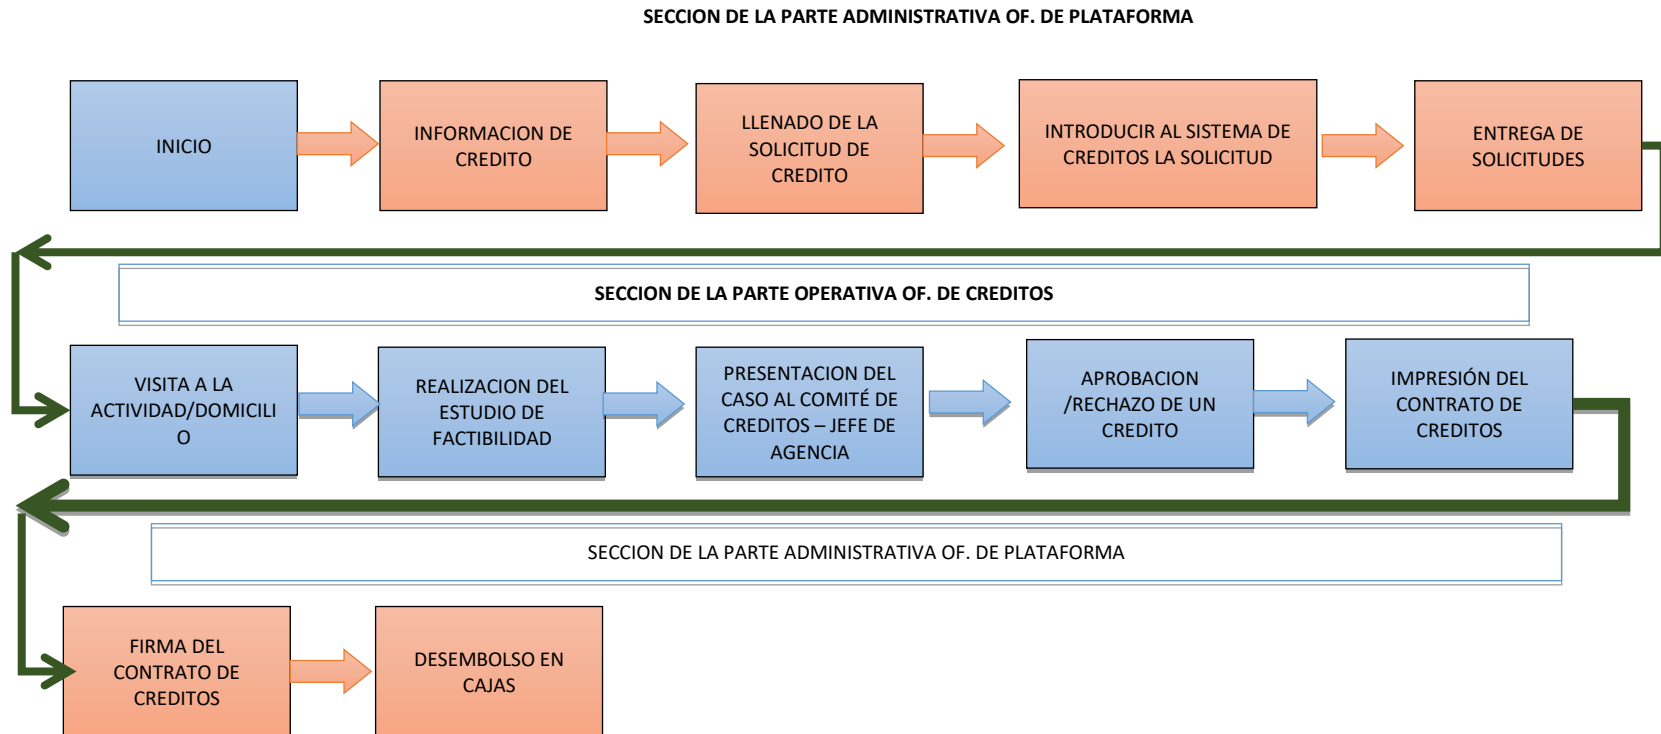 SECCION DE LA PARTE ADMINISTRATIVA OF. DE PLATAFORMA
INICIO
INFORMACION DE
CREDITO
LLENADO DE LA
SOLICITUD DE
CREDITO
INTRODUCIR AL SISTEMA DE
CREDITOS LA SOLICITUD
ENTREGA DE
SOLICITUDES
SECCION DE LA PARTE OPERATIVA OF. DE CREDITOS
VISITA A LA
ACTIVIDAD/DOMICILI
O
REALIZACION DEL
ESTUDIO DE
FACTIBILIDAD
PRESENTACION DEL
CASO AL COMITÉ DE
CREDITOS – JEFE DE
AGENCIA
APROBACION
/RECHAZO DE UN
CREDITO
IMPRESIÓN DEL
CONTRATO DE
CREDITOS
SECCION DE LA PARTE ADMINISTRATIVA OF. DE PLATAFORMA
FIRMA DEL
CONTRATO DE
CREDITOS
DESEMBOLSO EN
CAJAS